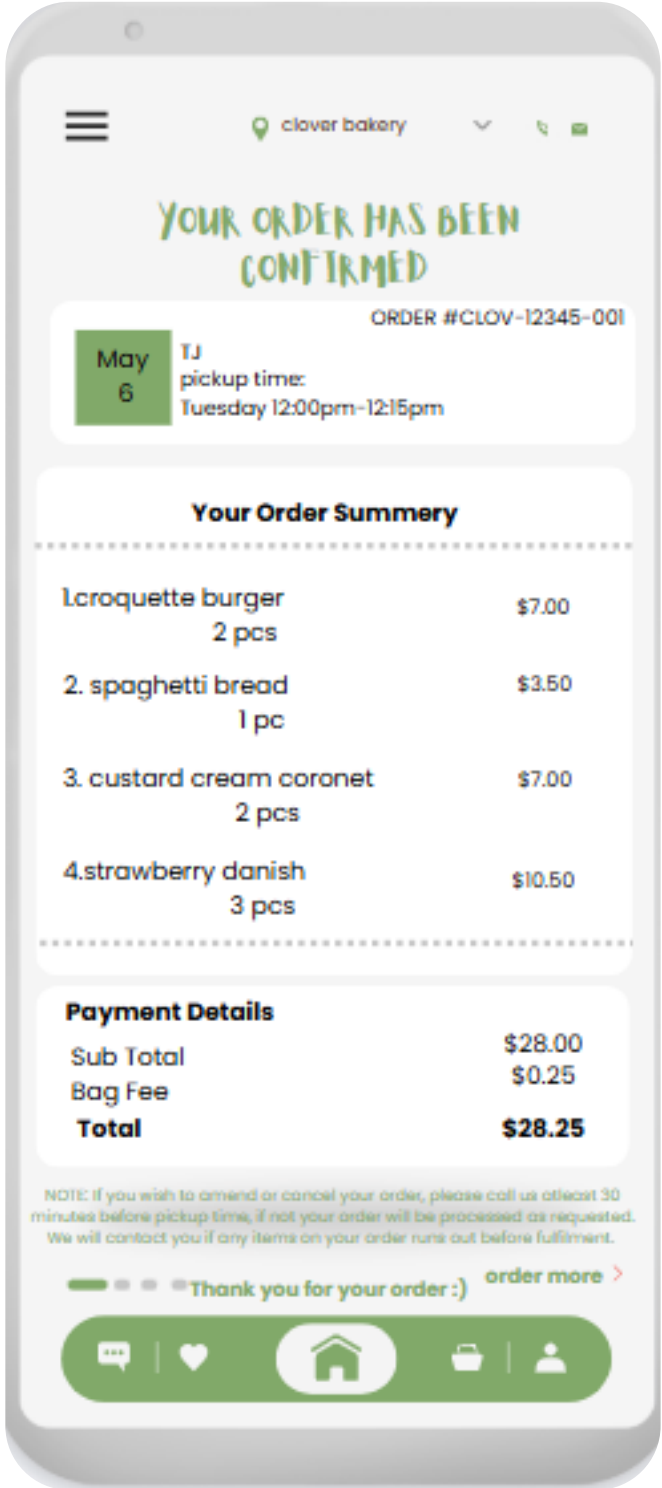 clover bakery
YOUR ORDER HAS BEEN
CONFIRMED
ORDER #CLOV-12345-001
May
6
TJ
pickup time:
Tuesday 12:00pm-12:15pm
Your Order Summery
1.croquette burger
$7.00
2 pcs
2. spaghetti bread
$3.50
1 pc
3. custard cream coronet
$7.00
2 pcs
4.strawberry danish
$10.50
3 pcs
Payment Details
Sub Total
$28.00
Bag Fee
$0.25
Total
$28.25
NOTE: If you wish to amend or cancel your order, please call us atleast 30
minutes before pickup time, if not your order will be processed as requested.
We will contact you if any items on your order runs out before fulfilment.
Thank you for your order :)
order more >